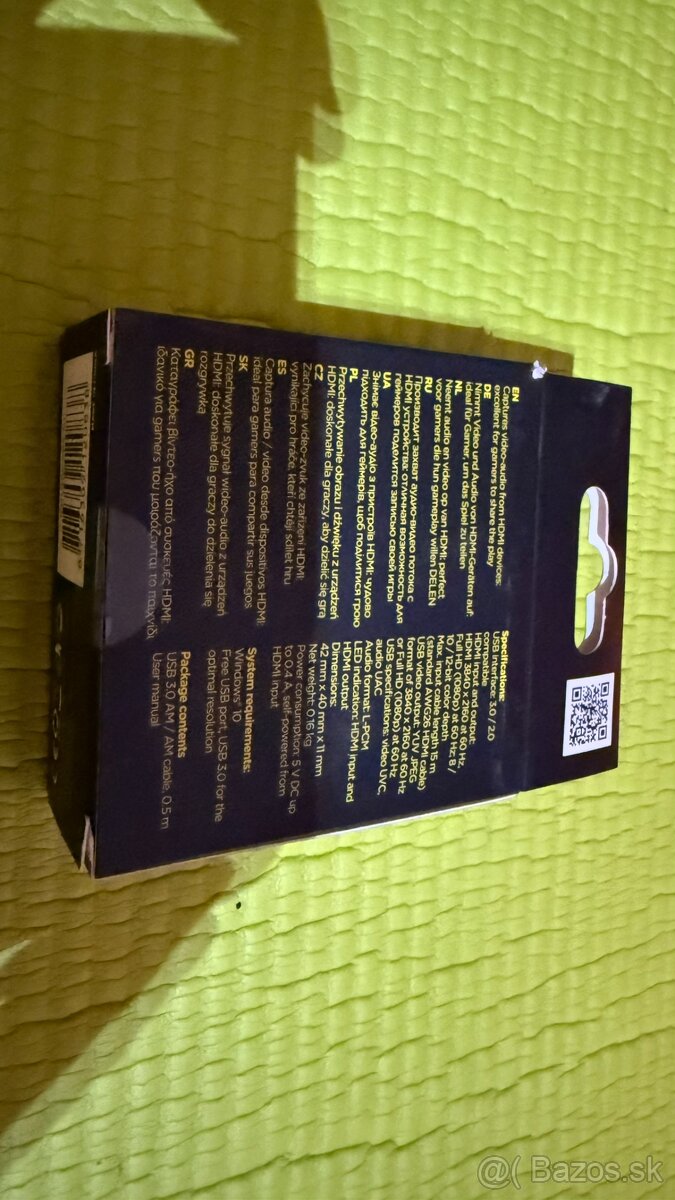 EN
Captures video-audio from HDMI devices:
excellent for gamers to share the play
DE
Nimmt Video und Audio von HDMI-Geräten auf:
ideal für Gamer, um das Spiel zu teilen
NL
Neemt audio en video op van HDMI: perfect
voor gamers die hun gameplay willen DELEN
RU
Производит захват аудио-видео потока с
HDMI устройства: отличная возможность для
геймеров поделится записью своей игры
UA
Знімає відео-аудіо з пристроїв HDMI: чудово
підходить для геймерів, щоб поділитися грою
PL
Przechwytywanie obrazu i dźwięku z urządzeń
HDMI: doskonałe dla graczy, aby dzielić się grą
CZ
Zachycuje video-zvuk ze zařízení HDMI:
vynikající pro hráče, kteří chtějí sdílet hru
ES
Captura audio / video desde dispositivos HDMI:
ideal para gamers para compartir sus juegos
SK
Przechwytuje sygnał wideo-audio z urządzeń
HDMI: doskonałe dla graczy do dzielenia się
rozgrywką
GR
Καταγράφει βίντεο-ήχο από συσκευές HDMI:
ιδανικό για gamers που μοιράζονται το παιχνίδι
Specifications:
USB interface: 3.0 / 2.0
compatible
HDMI input and output:
HDMI 3840 x 2160 at 60 Hz,
Full HD (1080p) at 60 Hz; 8 /
10 / 12-bit color depth
Max. input loop length 15 m
(standard AWG26 HDMI cable)
USB video output: YUV JPEG
format 3840 x 2160 at 60 Hz
or Full HD (1080p) at 60 Hz
USB specifications: video UVC,
audio UAC
Audio format: L-PCM
LED indication: HDMI input and
HDMI output
Dimensions:
42 mm x 70 mm x 11 mm
Net weight: 0.16 kg
Power consumption: 5 V DC up
to 0.4 A, self-powered from
HDMI input
System requirements:
Windows 10
Free USB port, USB 3.0 for the
optimal resolution
Package contents
USB 3.0 AM / AM cable, 0.5 m
User manual
@( Bazos.sk